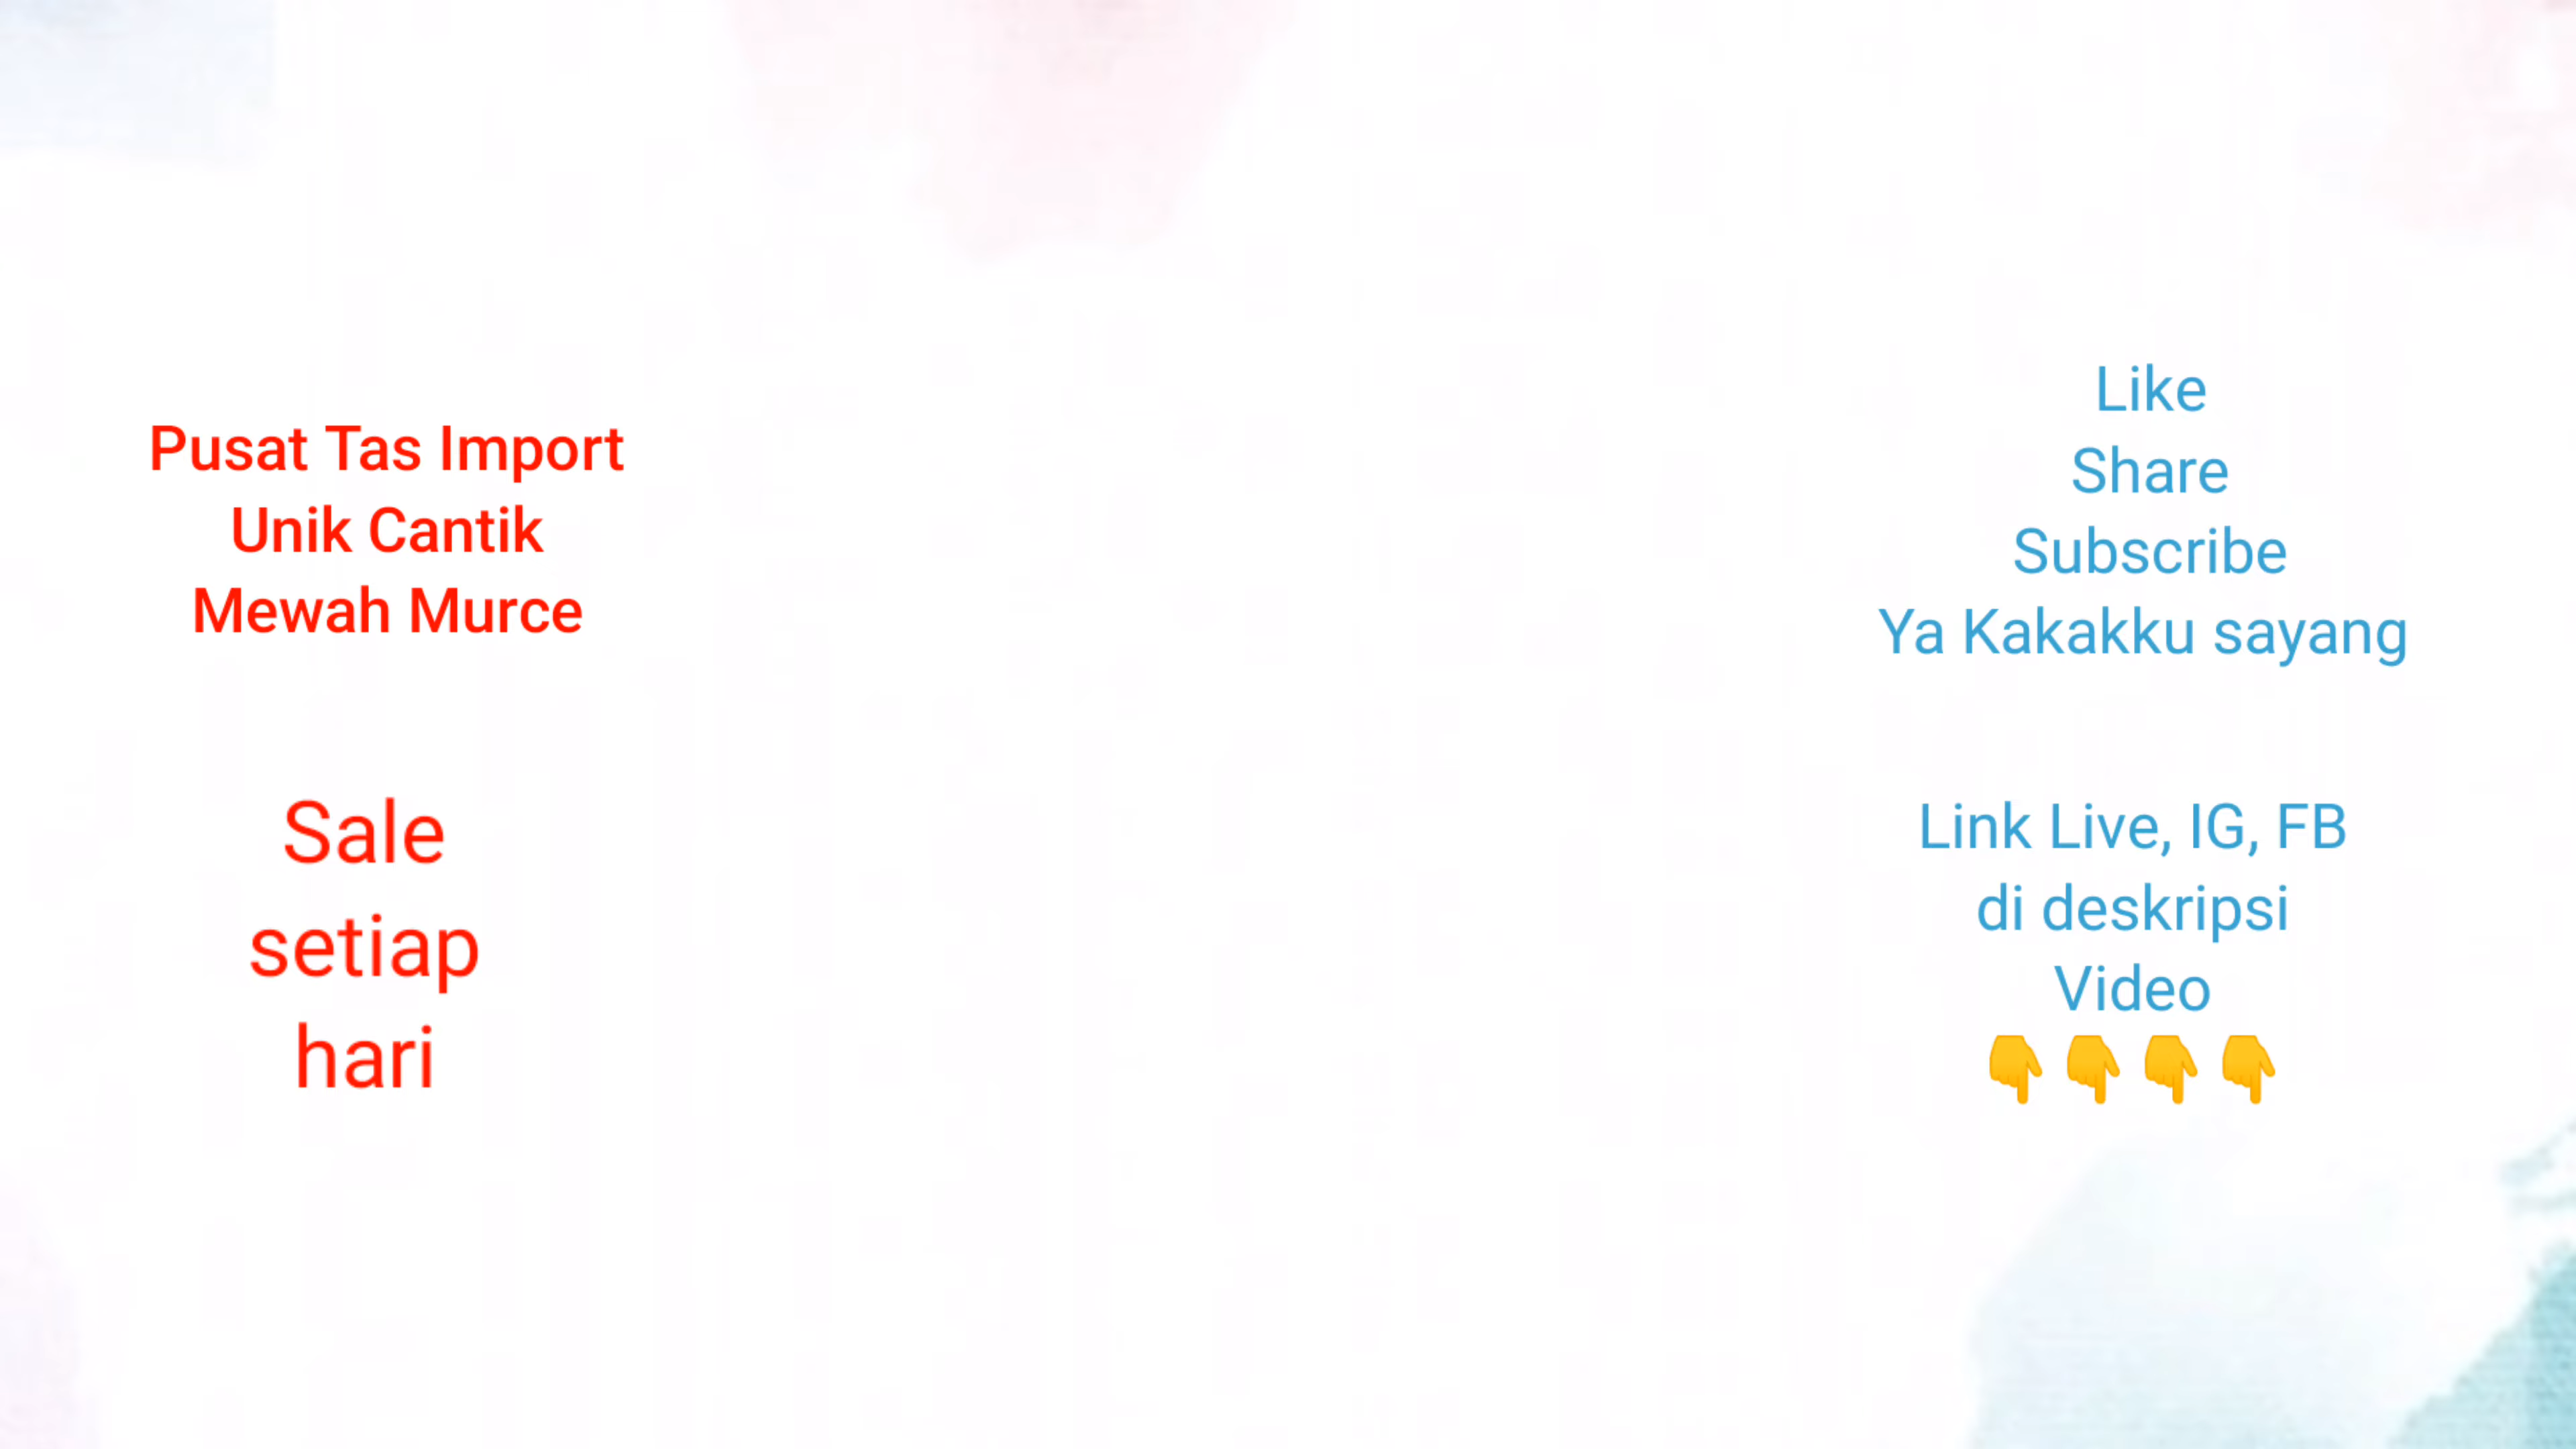 Pusat Tas Import
Unik Cantik
Mewah Murce
Sale
setiap
hari
Like
Share
Subscribe
Ya Kakakku sayang
Link Live, IG, FB
di deskripsi
Video
👇👇👇👇